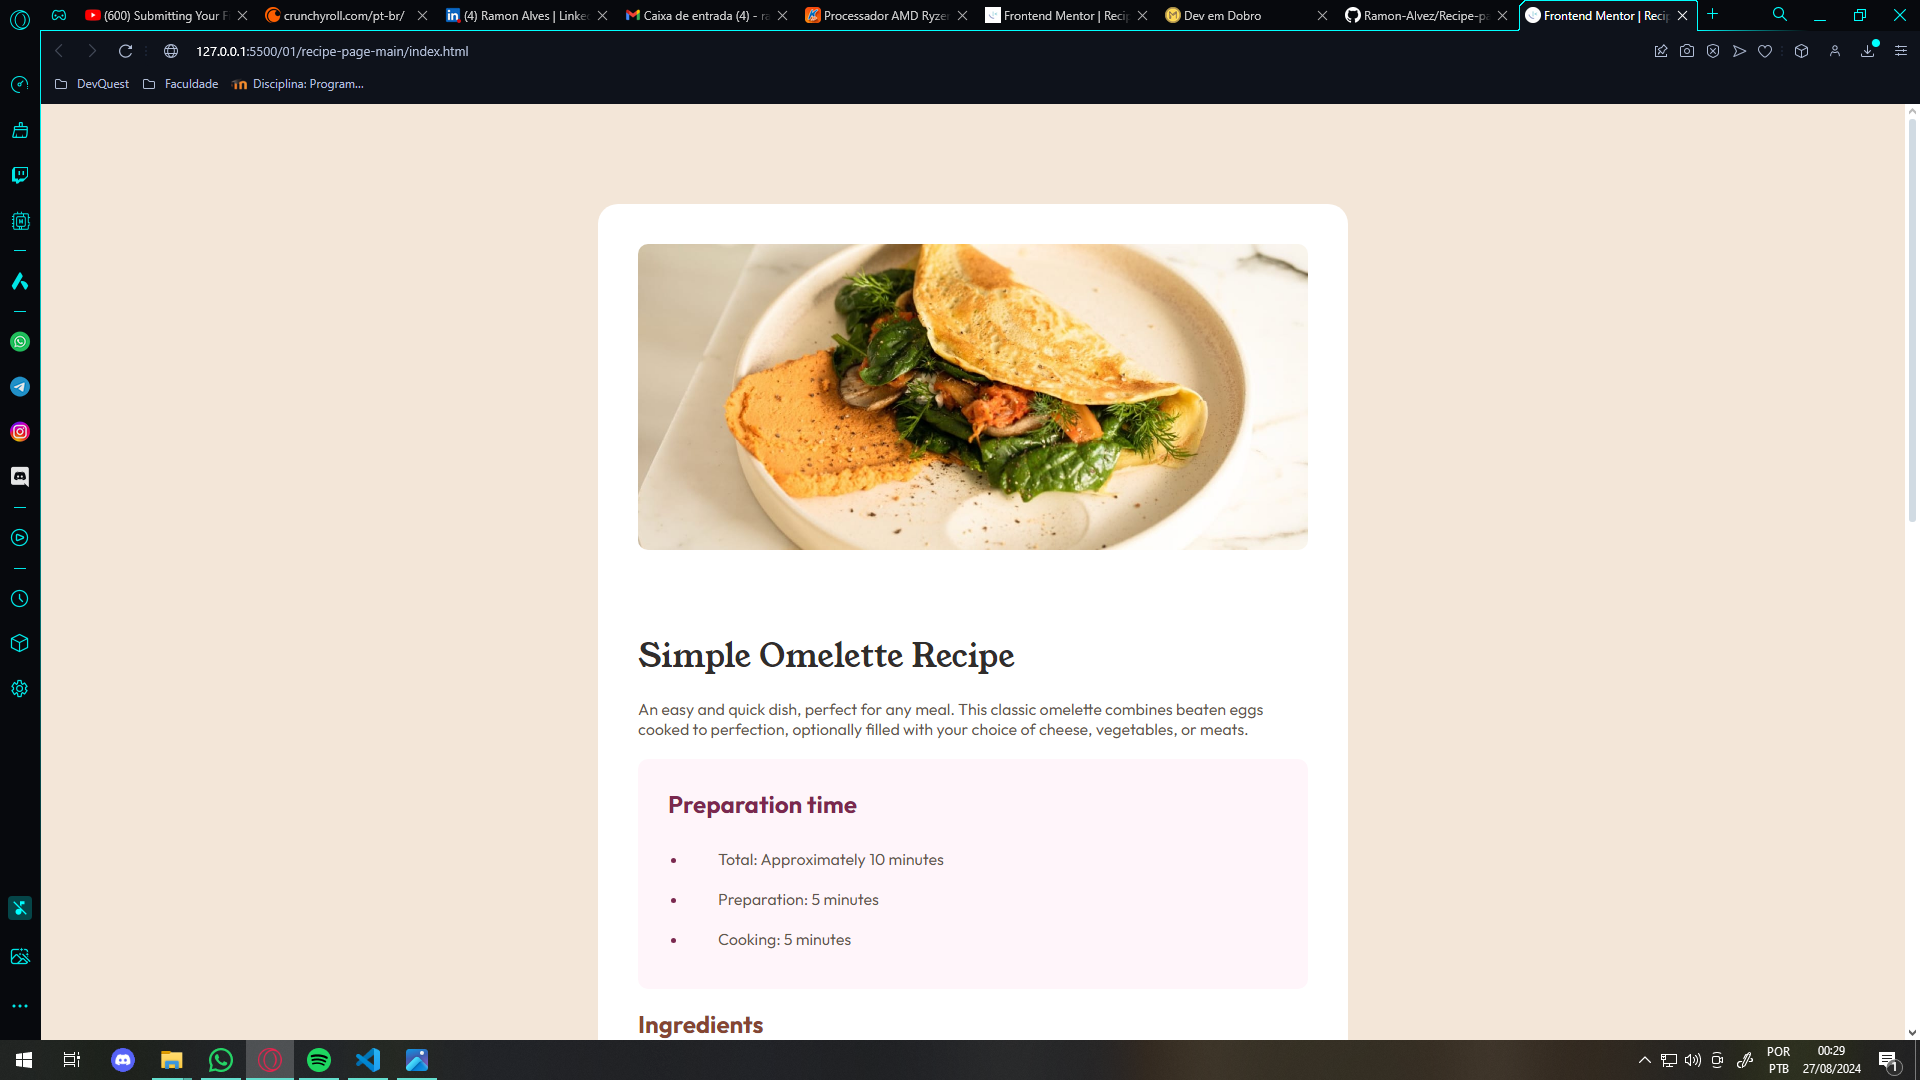 (600) Submitting Your F
crunchyroll.com/pt-br/
(4) Ramon Alves | Linke
Caixa de entrada (4) - ra
Processador AMD Ryze
Frontend Mentor | Recip
Dev em Dobro
Ramon-Alvez/Recipe-pa
Frontend Mentor | Recip
127.0.0.1:5500/01/recipe-page-main/index.html
DevQuest
Faculdade
Disciplina: Program...
Simple Omelette Recipe
An easy and quick dish, perfect for any meal. This classic omelette combines beaten eggs
cooked to perfection, optionally filled with your choice of cheese, vegetables, or meats.
Preparation time
• Total: Approximately 10 minutes
• Preparation: 5 minutes
• Cooking: 5 minutes
Ingredients
POR
PTB
00:29
27/08/2024
1